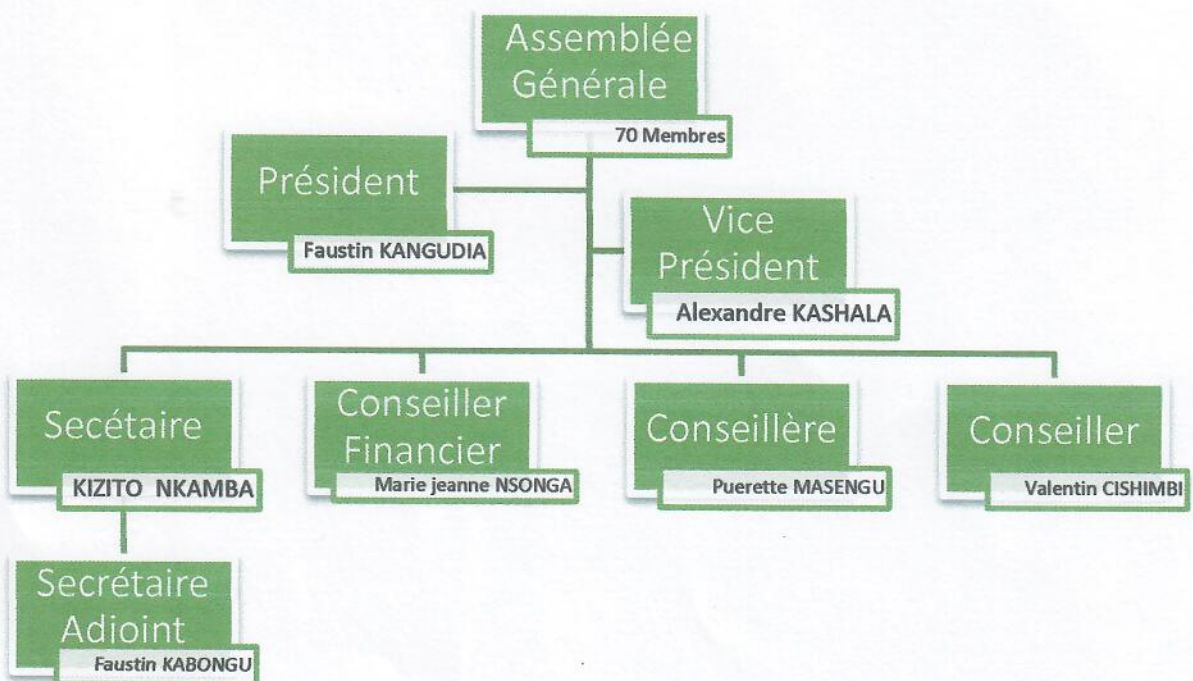 Assemblée
Générale
70 Membres
Président
Faustin KANGUDIA
Vice
Président
Alexandre KASHALA
Secétaire
KIZITO NKAMBA
Conseiller
Financier
Marie jeanne NSONGA
Conseillère
Puerette MASENGU
Conseiller
Valentin CISHIMBI
Secrétaire
Adioint
Faustin KABONGU